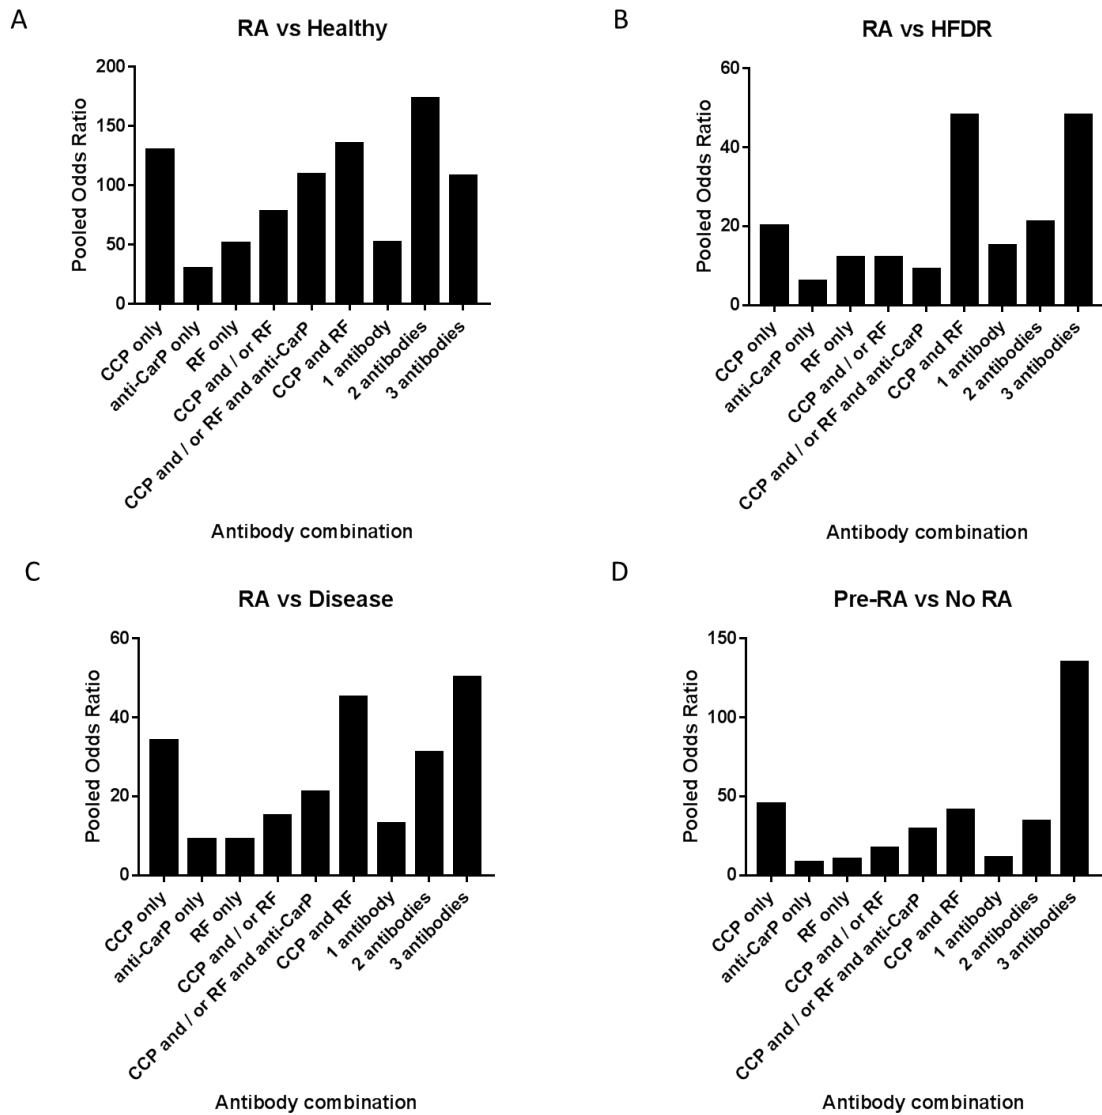 A
RA vs Healthy
Pooled Odds Ratio
200
150
100
50
0
CCP only
anti-CarP only
RF only
CCP and / or RF
CCP and / or RF and anti-CarP
CCP and RF
1 antibody
2 antibodies
3 antibodies
Antibody combination
B
RA vs HFDR
Pooled Odds Ratio
60
40
20
0
CCP only
anti-CarP only
RF only
CCP and / or RF
CCP and / or RF and anti-CarP
CCP and RF
1 antibody
2 antibodies
3 antibodies
Antibody combination
C
RA vs Disease
Pooled Odds Ratio
60
40
20
0
CCP only
anti-CarP only
RF only
CCP and / or RF
CCP and / or RF and anti-CarP
CCP and RF
1 antibody
2 antibodies
3 antibodies
Antibody combination
D
Pre-RA vs No RA
Pooled Odds Ratio
150
100
50
0
CCP only
anti-CarP only
RF only
CCP and / or RF
CCP and / or RF and anti-CarP
CCP and RF
1 antibody
2 antibodies
3 antibodies
Antibody combination